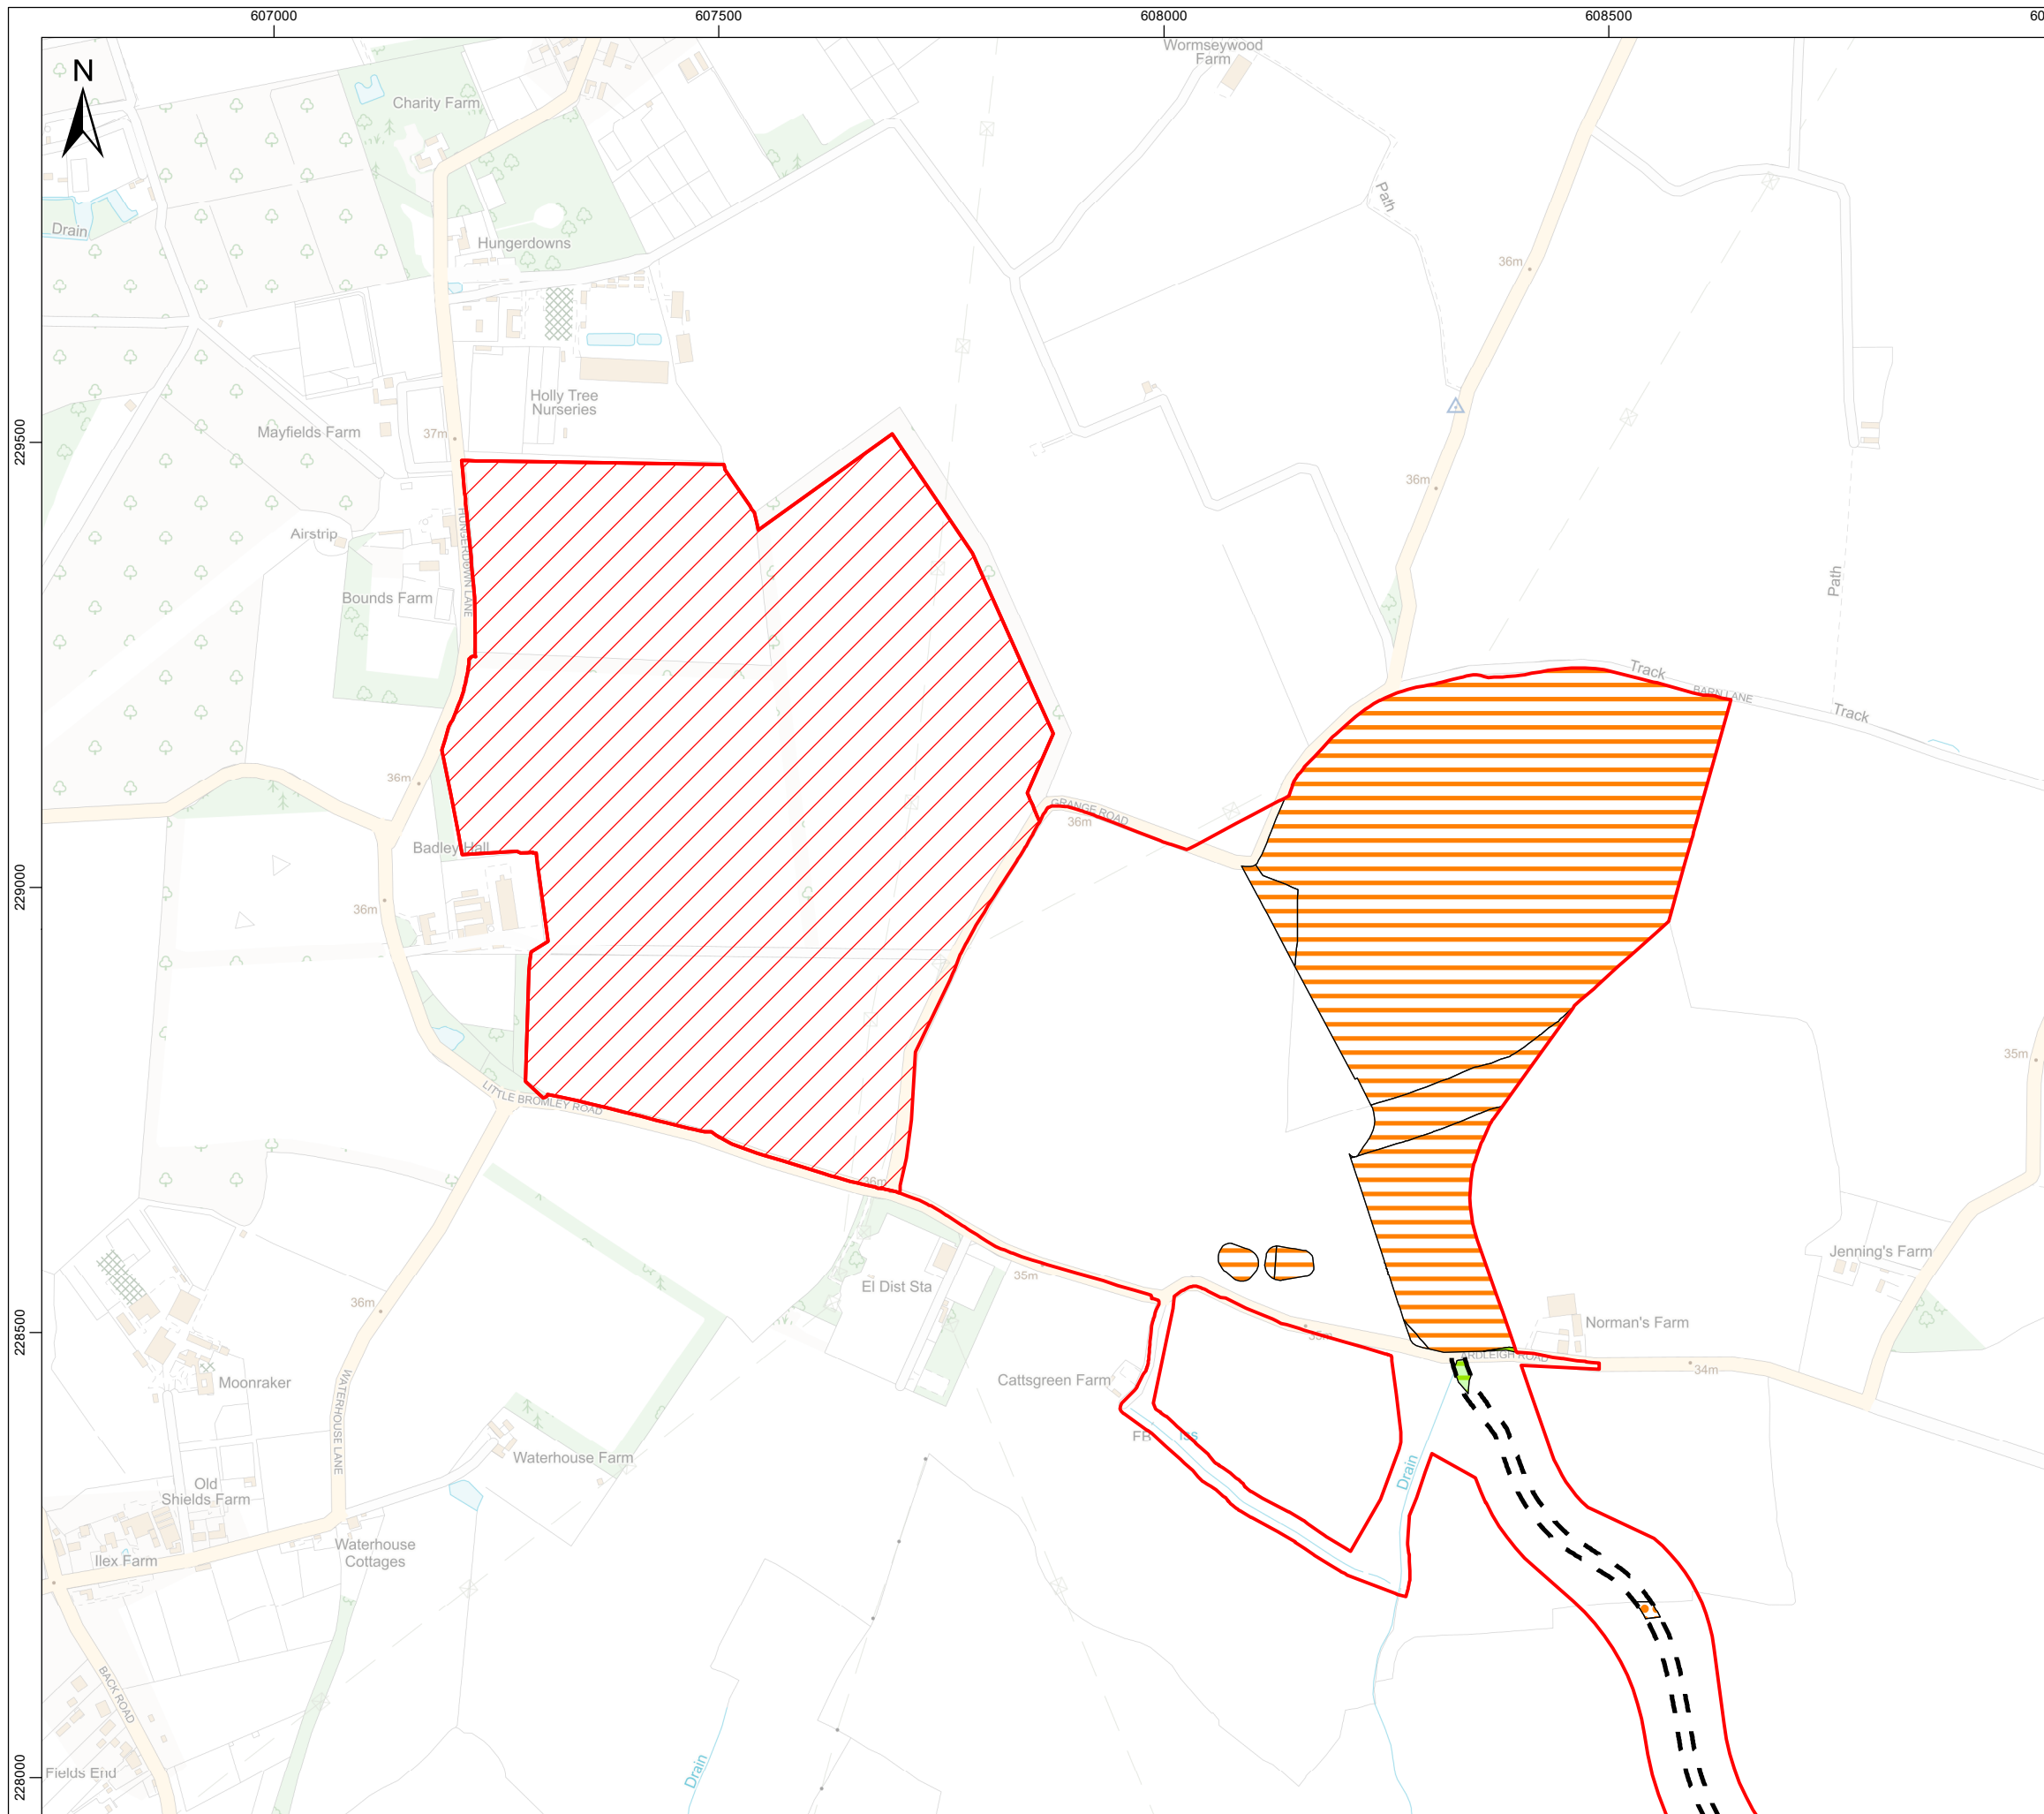 607000
607500
608000
608500
60
N
Wormseywood
Farm
Charity Farm
Path
Drain
Hungerdowns
36m
229500
Holly Tree
Nurseries
Mayfields Farm
37m
36m
Airstrip
HUNGERDOWN LANE
Bounds Farm
Path
Track
BARN LANE
Track
36m
GRANGE ROAD
36m
Badley Hall
229000
36m
35m
LITTLE BROMLEY ROAD
36m
Jenning's Farm
35m
El Dist Sta
36m
228500
Norman's Farm
35m
ARDLEIGH ROAD
34m
Cattsgreen Farm
Moonraker
WATERHOUSE LANE
FB
Iss
Waterhouse Farm
Drain
Old
Shields Farm
Waterhouse
Cottages
Ilex Farm
BACK ROAD
Fields End
Drain
228000